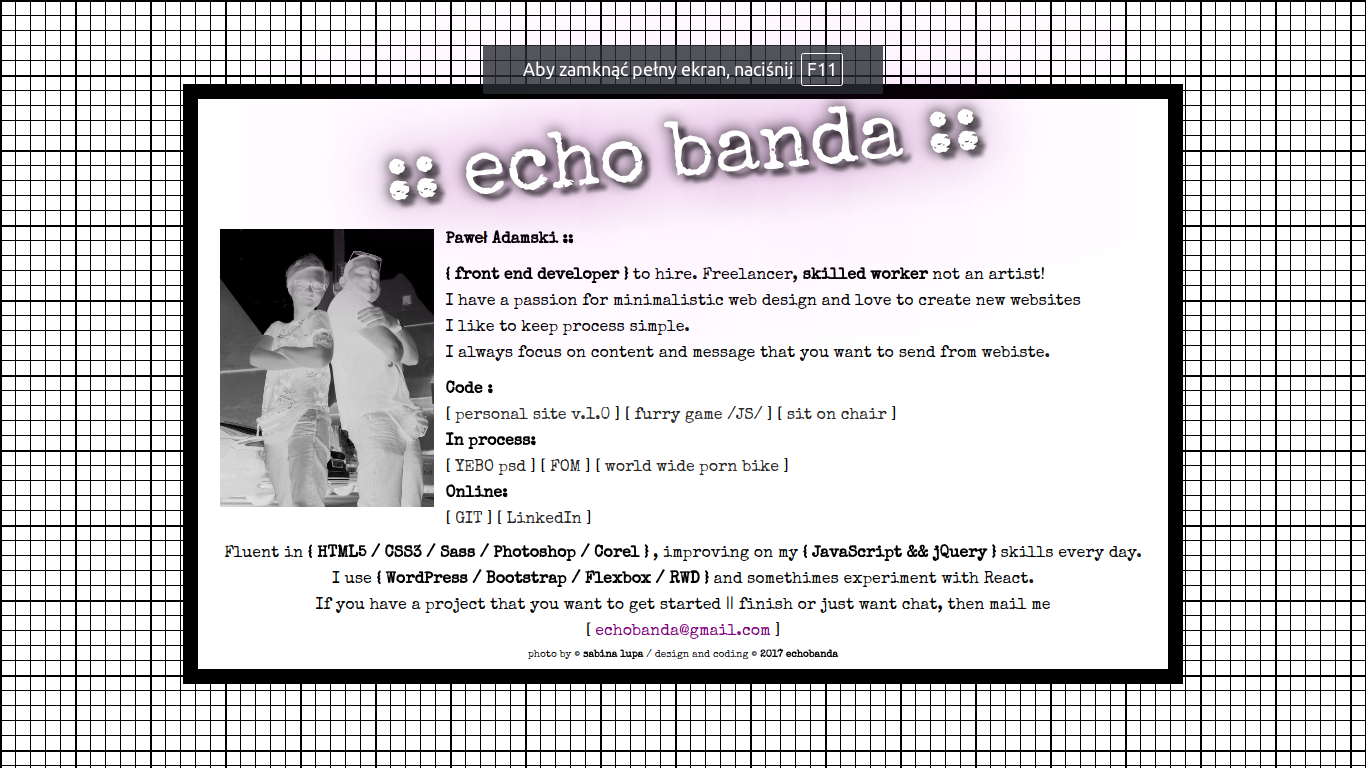 Aby zamknąć pełny ekran, naciśnij F11
:: echo banda ::
Paweł Adamski ::
{ front end developer } to hire. Freelancer, skilled worker not an artist!
I have a passion for minimalistic web design and love to create new websites
I like to keep process simple.
I always focus on content and message that you want to send from webiste.
Code :
[ personal site v.1.0 ] [ furry game /JS/ ] [ sit on chair ]
In process:
[ YEBO psd ] [ FOM ] [ world wide porn bike ]
Online:
[ GIT ] [ LinkedIn ]
Fluent in { HTML5 / CSS3 / Sass / Photoshop / Corel } , improving on my { JavaScript && jQuery } skills every day.
I use { WordPress / Bootstrap / Flexbox / RWD } and somethimes experiment with React.
If you have a project that you want to get started || finish or just want chat, then mail me
[ echobanda@gmail.com ]
photo by © sabina lupa / design and coding © 2017 echobanda